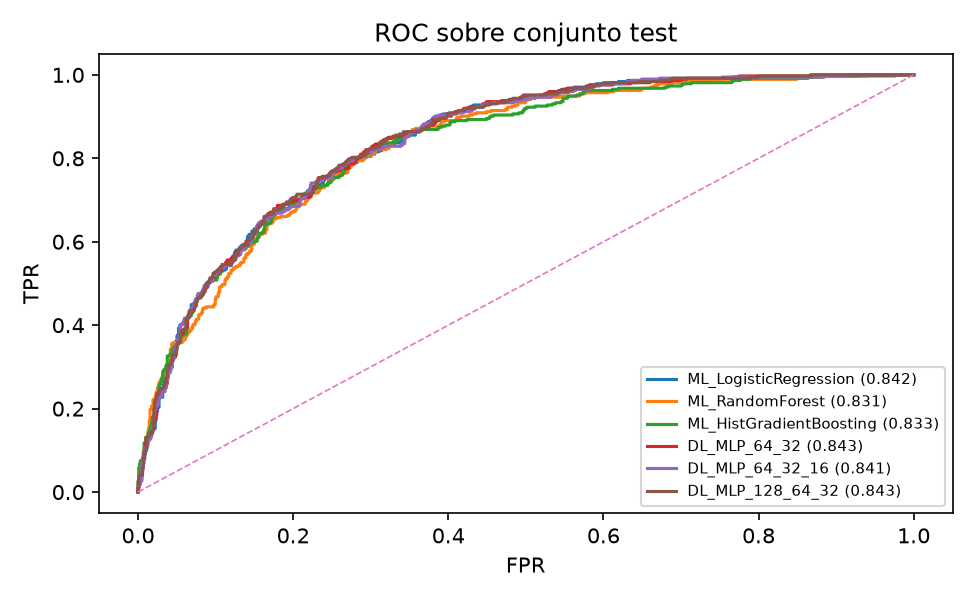 ROC sobre conjunto test
TPR
1.0
0.8
0.6
0.4
0.2
0.0
0.0 0.2 0.4 0.6 0.8 1.0
FPR
ML_LogisticRegression (0.842)
ML_RandomForest (0.831)
ML_HistGradientBoosting (0.833)
DL_MLP_64_32 (0.843)
DL_MLP_64_32_16 (0.841)
DL_MLP_128_64_32 (0.843)